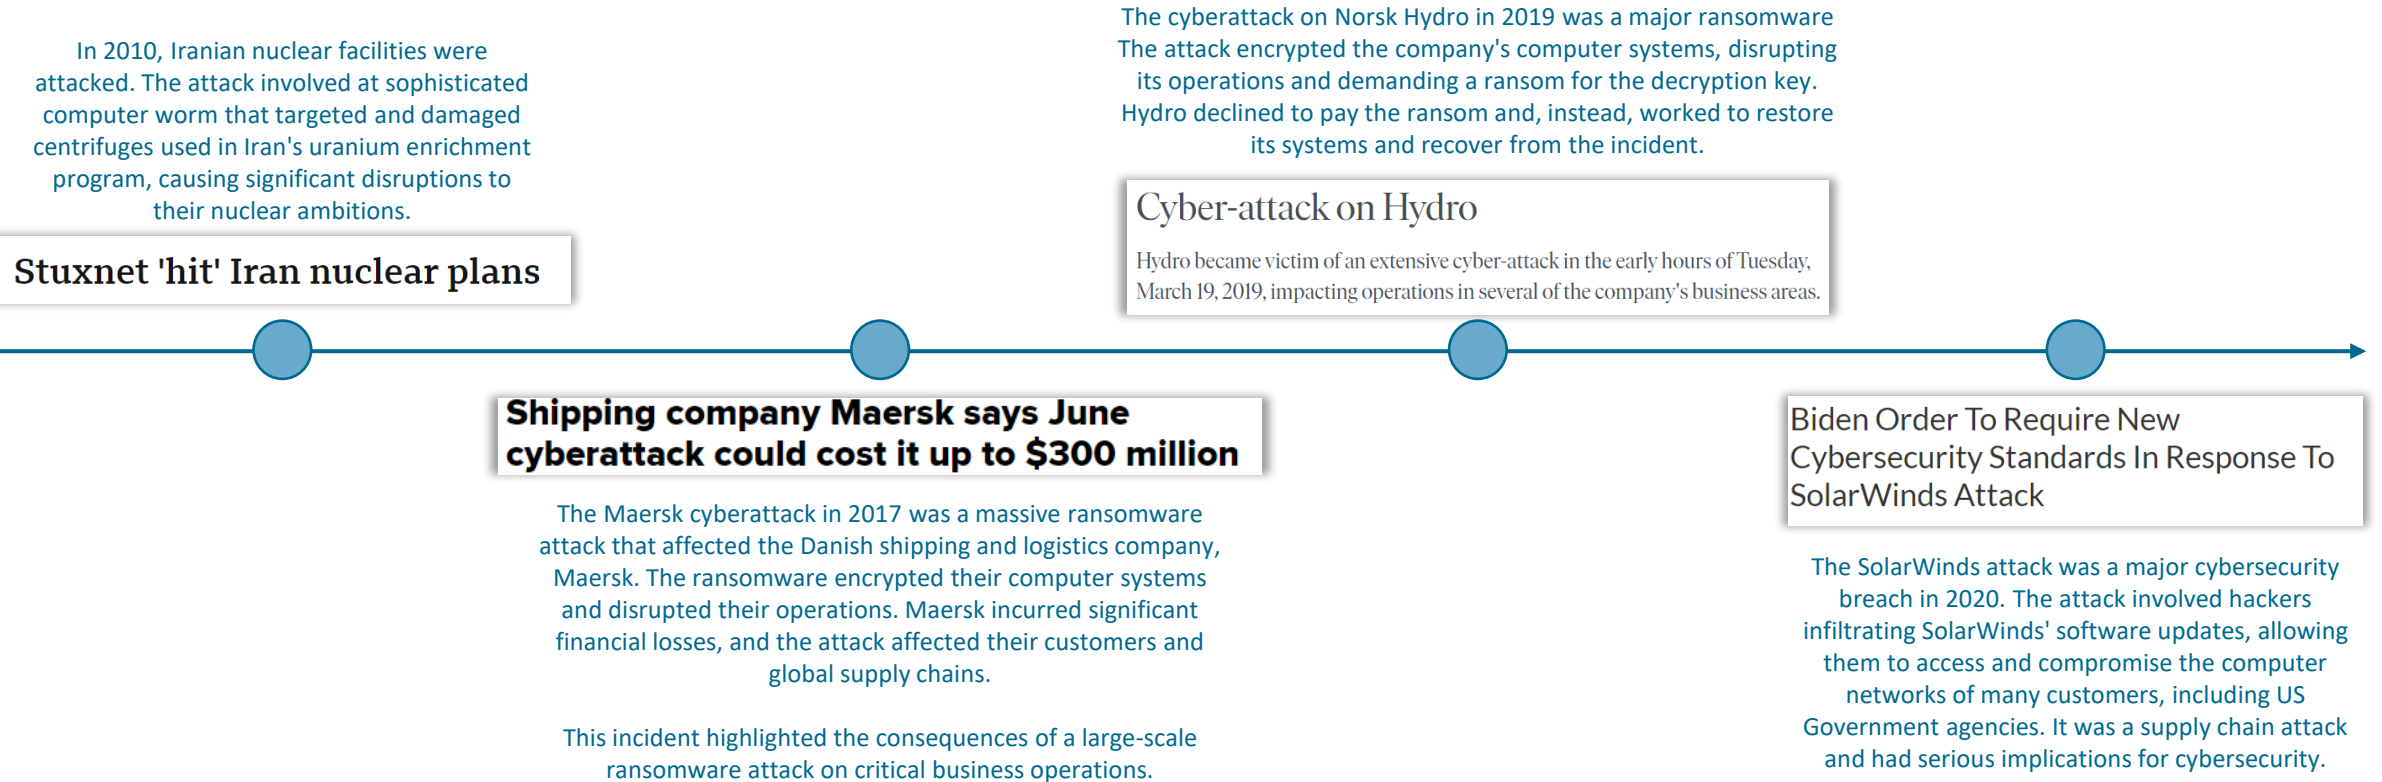 In 2010, Iranian nuclear facilities were
attacked. The attack involved at sophisticated
computer worm that targeted and damaged
centrifuges used in Iran's uranium enrichment
program, causing significant disruptions to
their nuclear ambitions.
Stuxnet 'hit' Iran nuclear plans
Shipping company Maersk says June
cyberattack could cost it up to $300 million
The Maersk cyberattack in 2017 was a massive ransomware
attack that affected the Danish shipping and logistics company,
Maersk. The ransomware encrypted their computer systems
and disrupted their operations. Maersk incurred significant
financial losses, and the attack affected their customers and
global supply chains.
This incident highlighted the consequences of a large-scale
ransomware attack on critical business operations.
The cyberattack on Norsk Hydro in 2019 was a major ransomware
The attack encrypted the company's computer systems, disrupting
its operations and demanding a ransom for the decryption key.
Hydro declined to pay the ransom and, instead, worked to restore
its systems and recover from the incident.
Cyber-attack on Hydro
Hydro became victim of an extensive cyber-attack in the early hours of Tuesday,
March 19, 2019, impacting operations in several of the company's business areas.
Biden Order To Require New
Cybersecurity Standards In Response To
SolarWinds Attack
The SolarWinds attack was a major cybersecurity
breach in 2020. The attack involved hackers
infiltrating SolarWinds' software updates, allowing
them to access and compromise the computer
networks of many customers, including US
Government agencies. It was a supply chain attack
and had serious implications for cybersecurity.